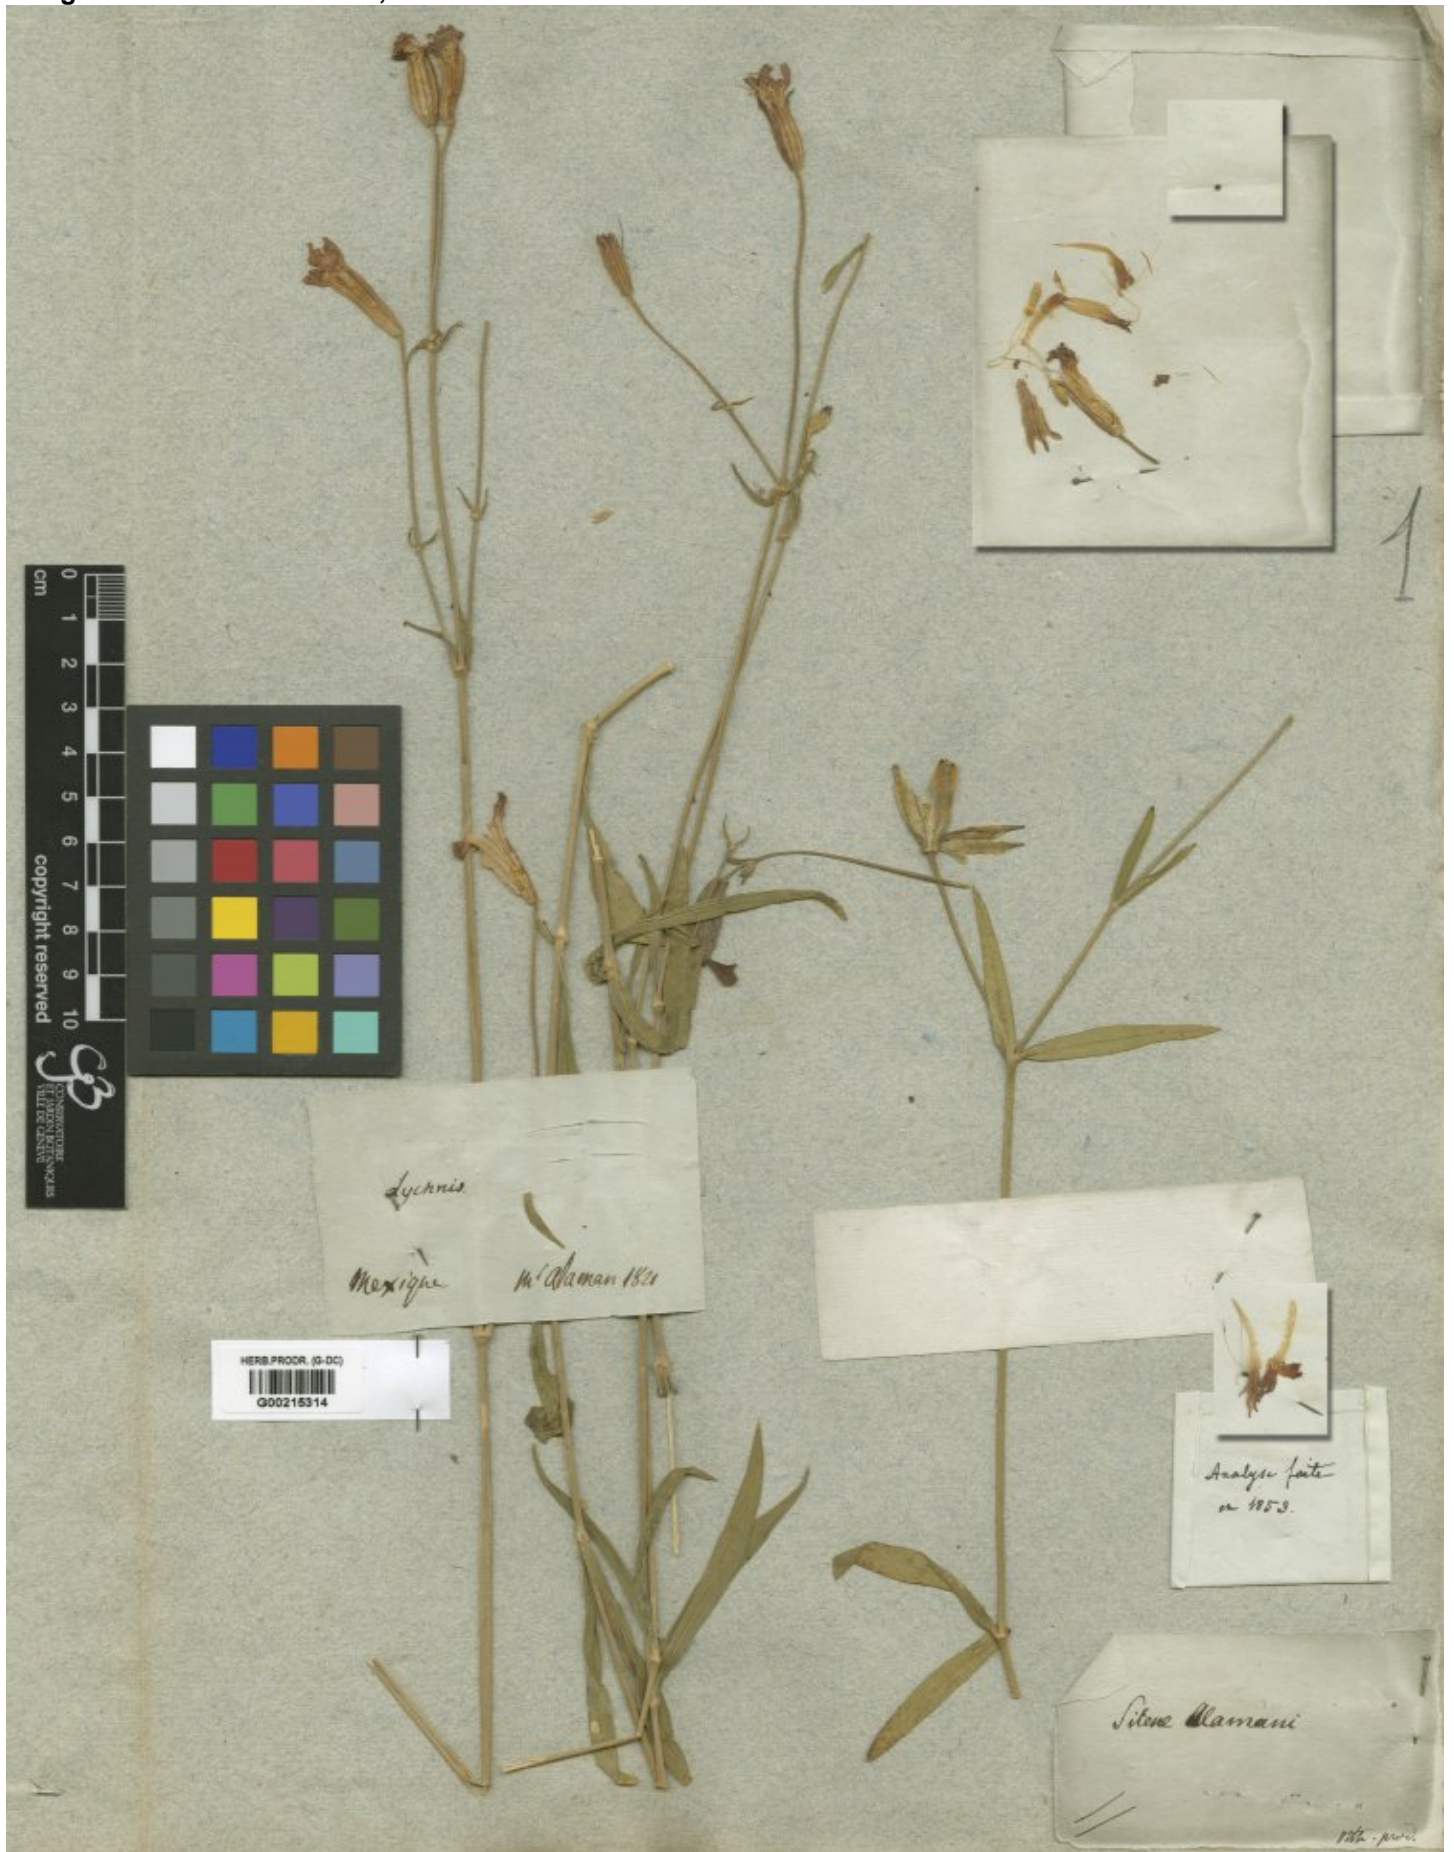 1
cm
0 1 2 3 4 5 6 7 8 9 10
copyright reserved
CONSERVATOIRE
ET JARDIN BOTANIQUES
VILLE DE GENÈVE
Lychnis
Mexique Mr Alaman 1821
HERB.PRODR. (G-DC)
G00215314
Analyse faite
en 1853.
Silene Alamani